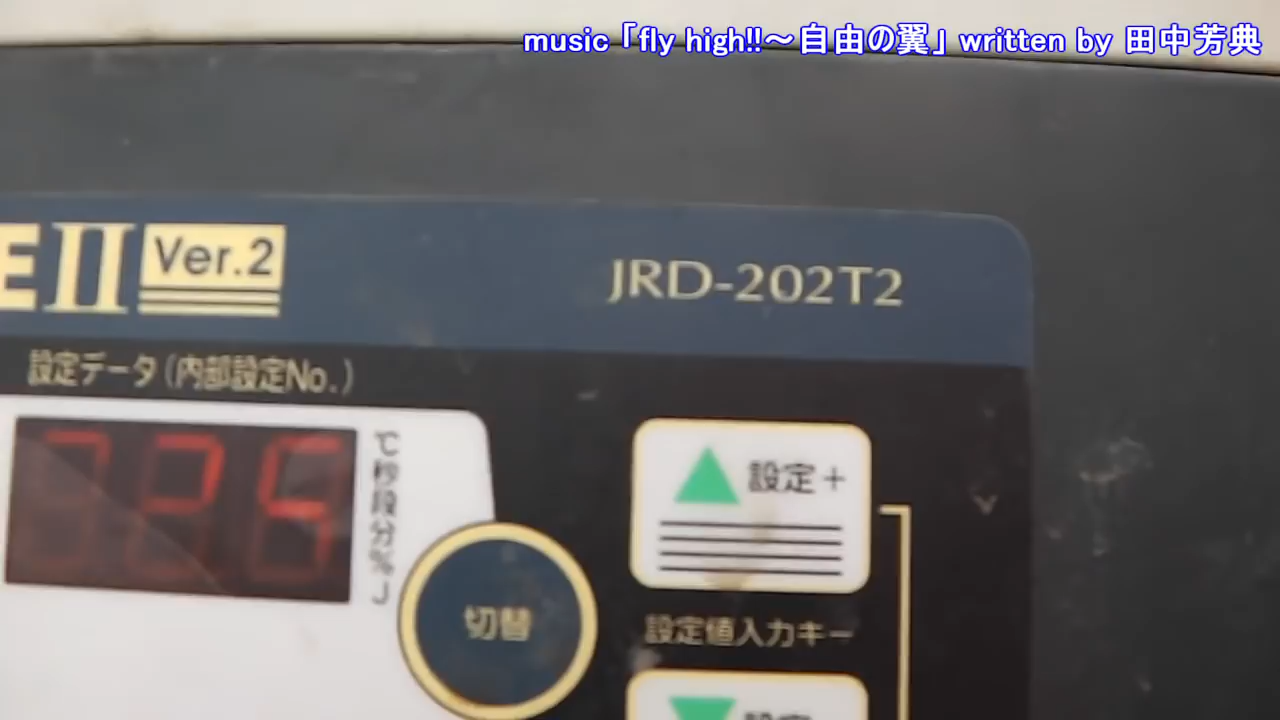 music「fly high!!～自由の翼」written by 田中芳典
EⅡ Ver.2
JRD-202T2
設定データ（内部設定No.）
℃秒段分%J
設定＋
切替
設定値入力キー